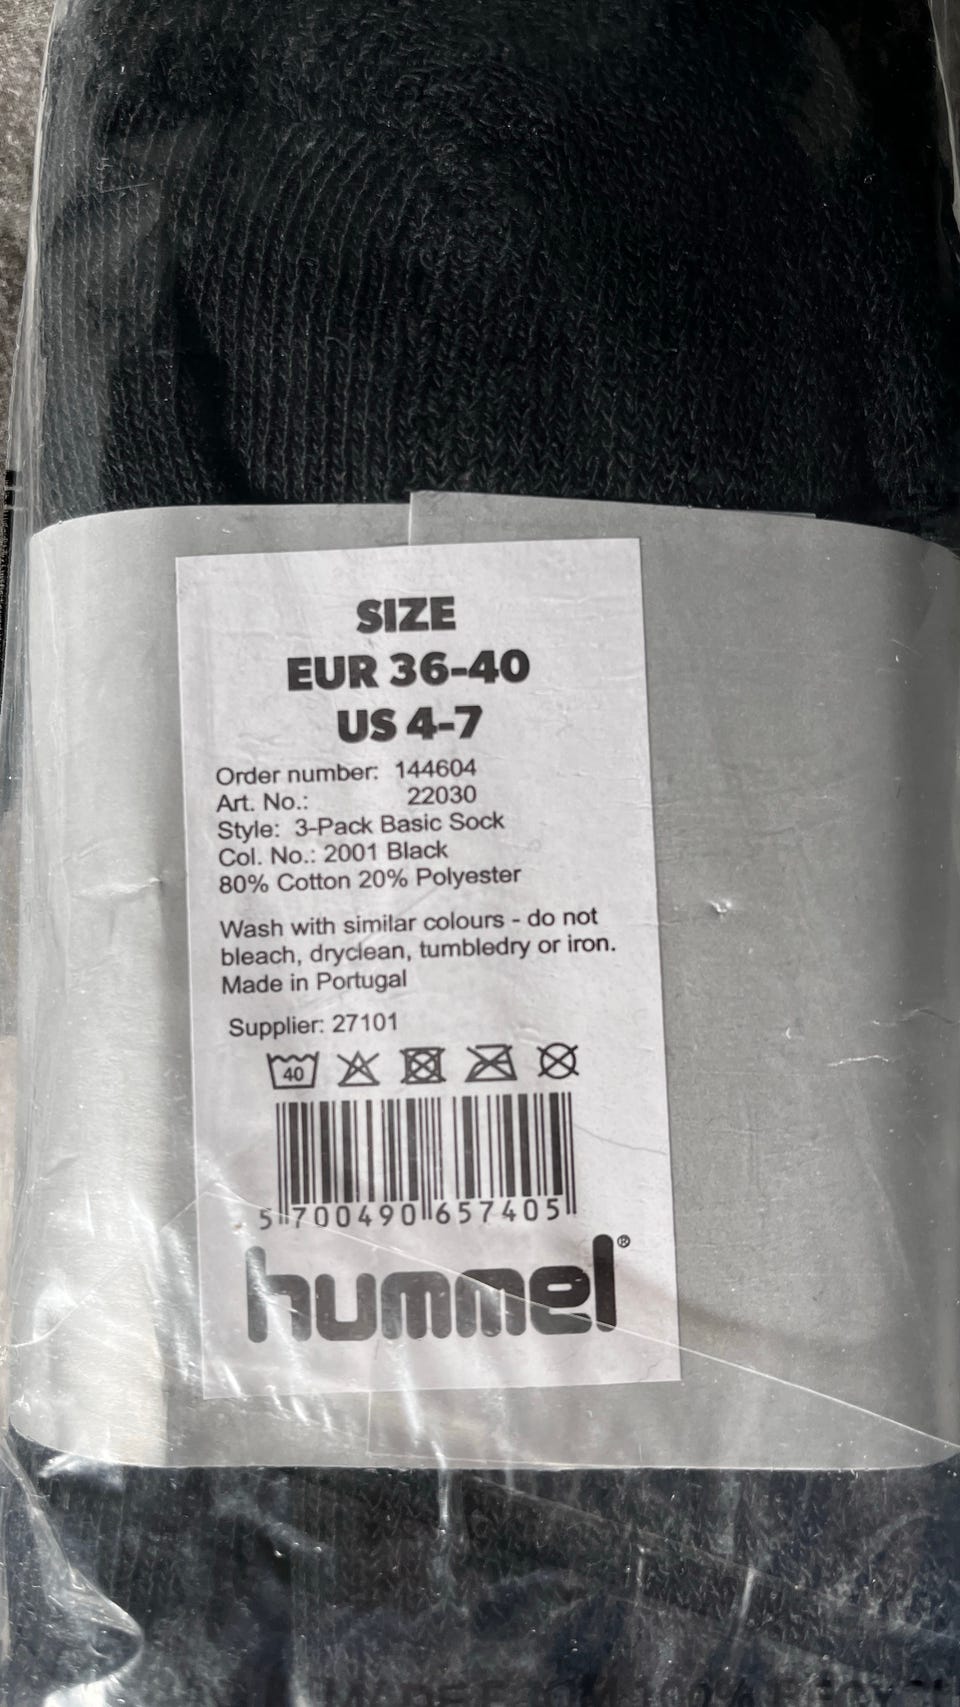 SIZE
EUR 36-40
US 4-7
Order number: 144604
Art. No.: 22030
Style: 3-Pack Basic Sock
Col. No.: 2001 Black
80% Cotton 20% Polyester
Wash with similar colours - do not
bleach, dryclean, tumbledry or iron.
Made in Portugal
Supplier: 27101
40
5 700490 657405
hummel®